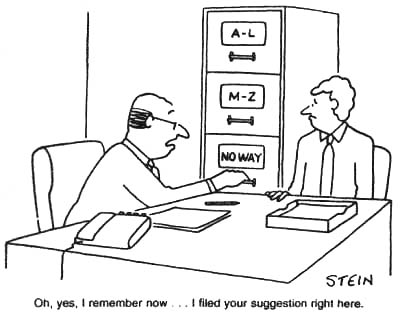 A-L
M-Z
NO WAY
STEIN
Oh, yes, I remember now . . . I filed your suggestion right here.